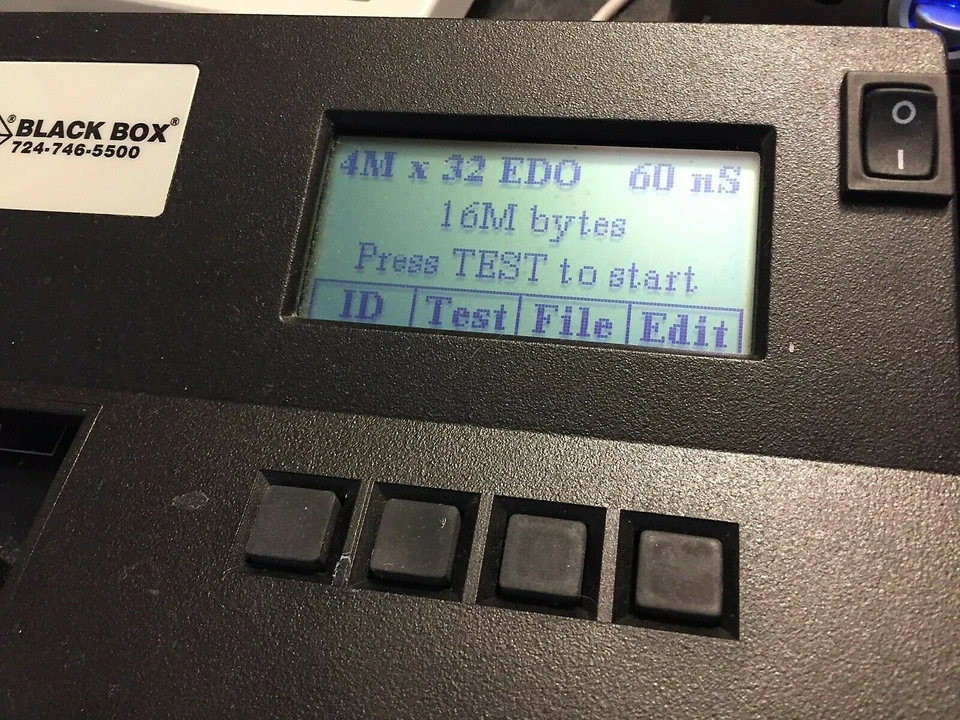 ® BLACK BOX®
724-746-5500
4M x 32 EDO 60 nS
16M bytes
Press TEST to start
ID Test File Edit
O
I